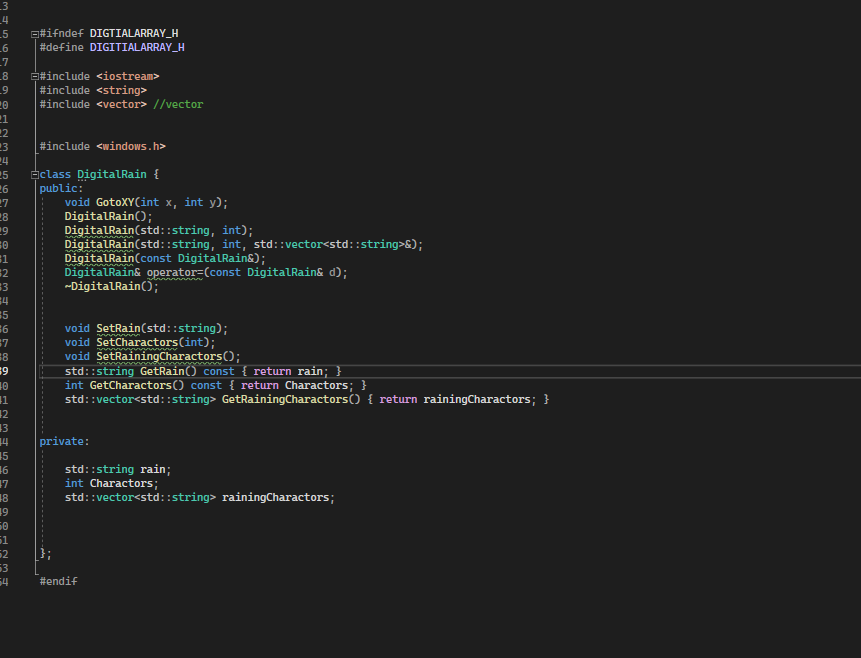 13
14
15 #ifndef DIGTIALARRAY_H
16 #define DIGITIALARRAY_H
17
18 #include <iostream>
19 #include <string>
20 #include <vector> //vector
21
22
23 #include <windows.h>
24
25 class DigitalRain {
26 public:
27 void GotoXY(int x, int y);
28 DigitalRain();
29 DigitalRain(std::string, int);
30 DigitalRain(std::string, int, std::vector<std::string>&);
31 DigitalRain(const DigitalRain&);
32 DigitalRain& operator=(const DigitalRain& d);
33 ~DigitalRain();
34
35
36 void SetRain(std::string);
37 void SetCharactors(int);
38 void SetRainingCharactors();
39 std::string GetRain() const { return rain; }
40 int GetCharactors() const { return Charactors; }
41 std::vector<std::string> GetRainingCharactors() { return rainingCharactors; }
42
43
44 private:
45
46 std::string rain;
47 int Charactors;
48 std::vector<std::string> rainingCharactors;
49
50
51
52 };
53
54 #endif